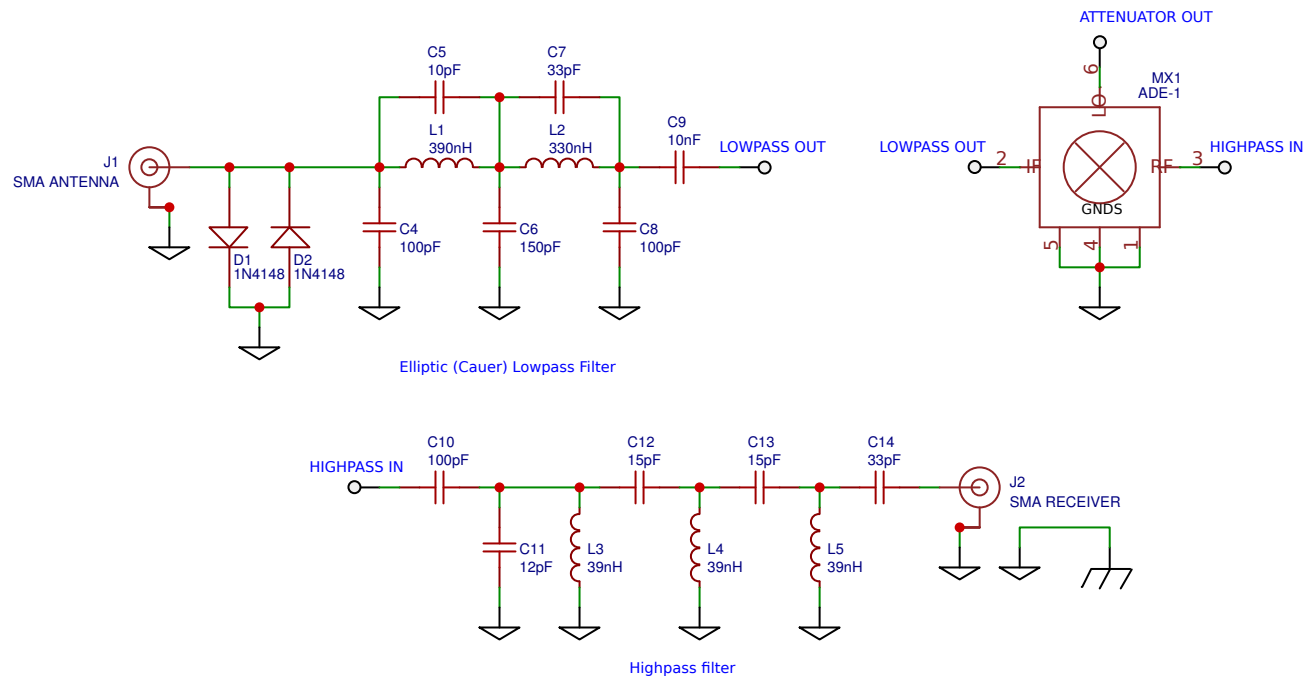 ATTENUATOR OUT
C5
10pF
C7
33pF
6
MX1
ADE-1
LO
L1
390nH
L2
330nH
C9
10nF
LOWPASS OUT
J1
SMA ANTENNA
LOWPASS OUT
2
IF
RF
3
HIGHPASS IN
GNDS
5
4
1
C4
100pF
C6
150pF
C8
100pF
D1
1N4148
D2
1N4148
Elliptic (Cauer) Lowpass Filter
HIGHPASS IN
C10
100pF
C12
15pF
C13
15pF
C14
33pF
J2
SMA RECEIVER
C11
12pF
L3
39nH
L4
39nH
L5
39nH
Highpass filter